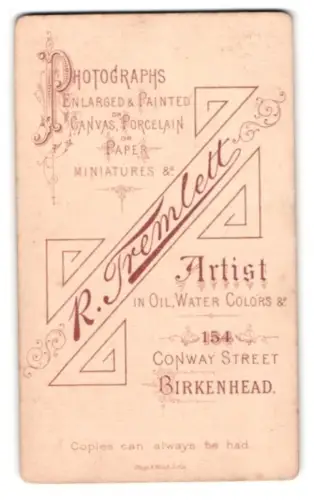 PHOTOGRAPHS
ENLARGED & PAINTED
ON
CANVAS, PORCELAIN
OR
PAPER
MINIATURES &c
R. Tremlett
Artist
IN OIL, WATER COLORS &c
154
CONWAY STREET
BIRKENHEAD.
Copies can always be had.